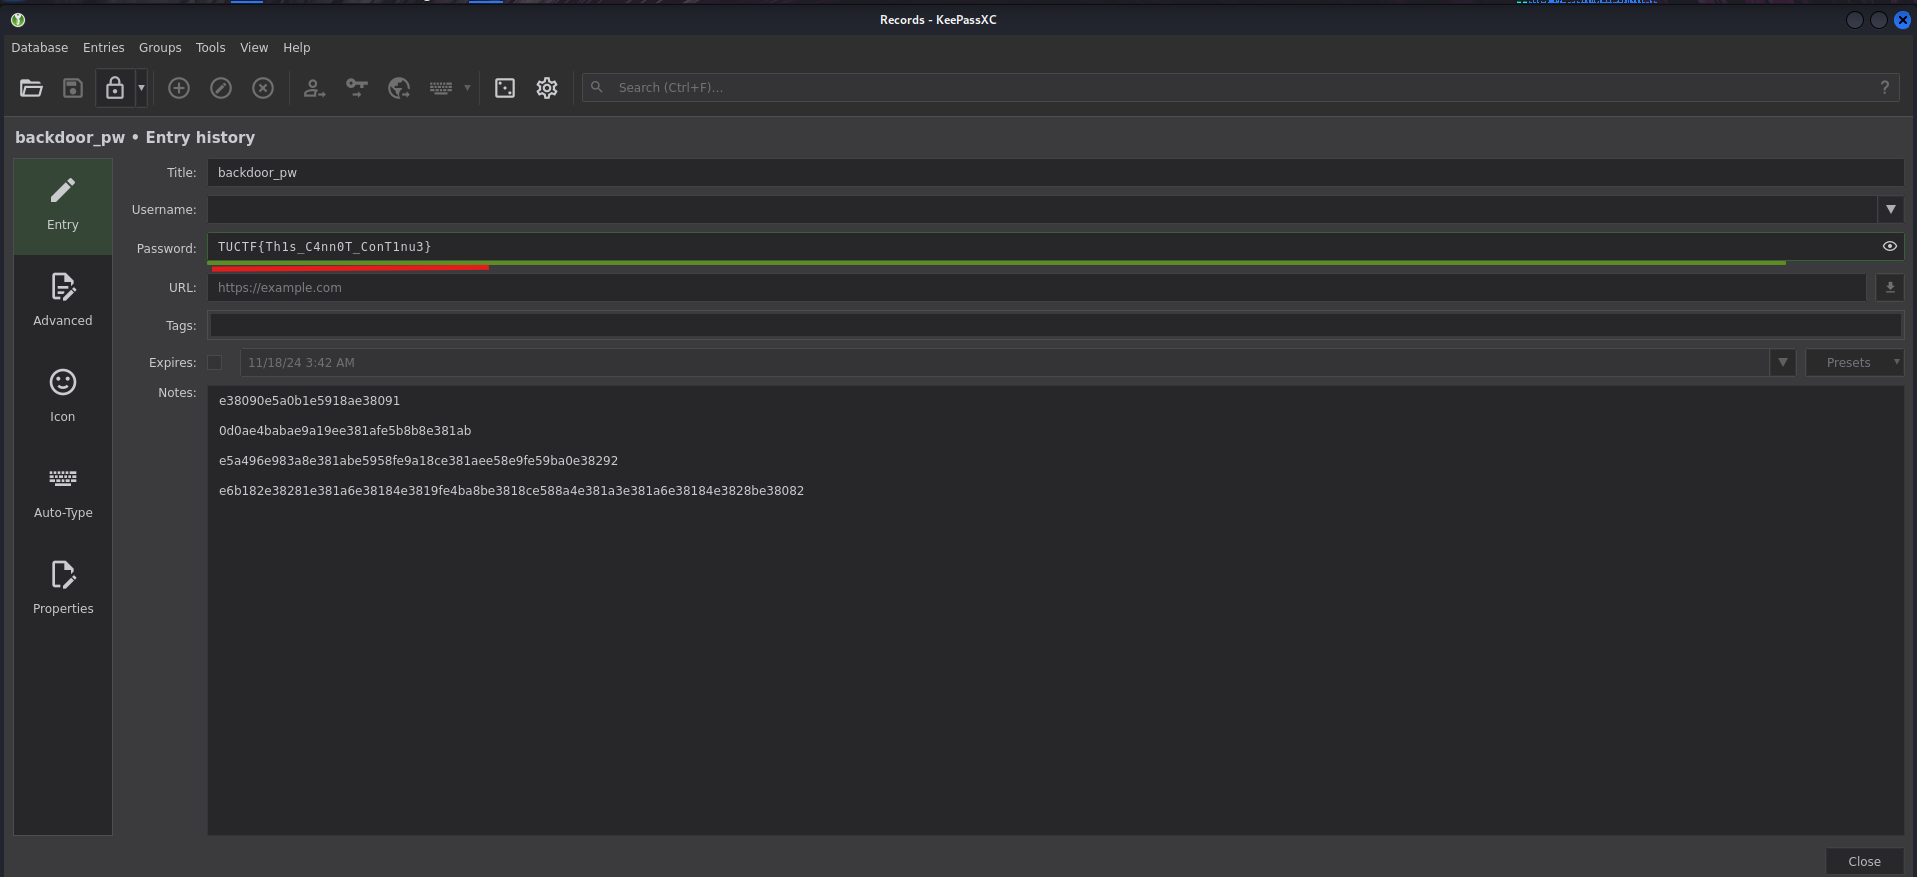 Records - KeePassXC
Database Entries Groups Tools View Help
Search (Ctrl+F)... ?
backdoor_pw • Entry history
Entry
Advanced
Icon
Auto-Type
Properties
Title: backdoor_pw
Username:
Password: TUCTF{Th1s_C4nn0T_ConT1nu3}
URL: https://example.com
Tags:
Expires: 11/18/24 3:42 AM Presets
Notes:
e38090e5a0b1e5918ae38091
0d0ae4babae9a19ee381afe5b8b8e381ab
e5a496e983a8e381abe5958fe9a18ce381aee58e9fe59ba0e38292
e6b182e38281e381a6e38184e3819fe4ba8be3818ce588a4e381a3e381a6e38184e3828be38082
Close